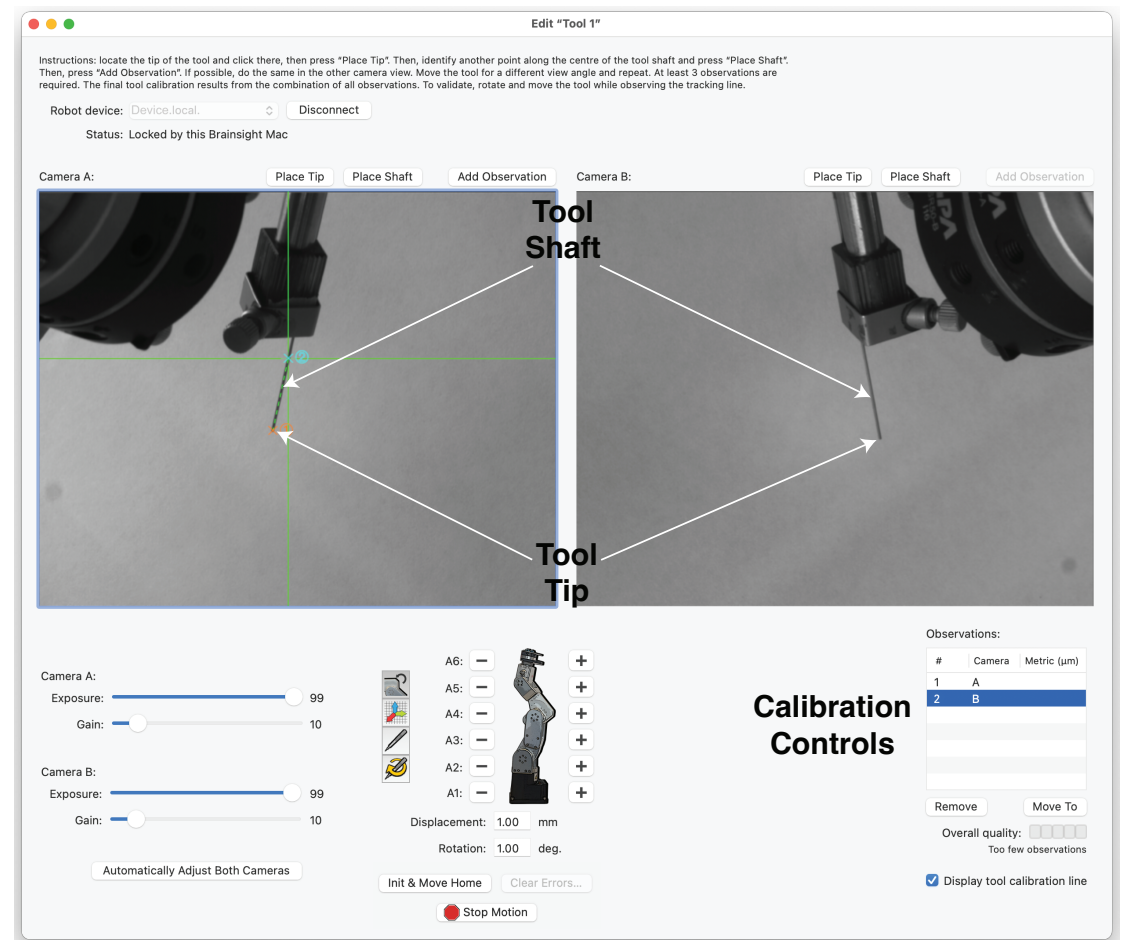 Edit “Tool 1”
Instructions: locate the tip of the tool and click there, then press “Place Tip”. Then, identify another point along the centre of the tool shaft and press “Place Shaft”.
Then, press “Add Observation”. If possible, do the same in the other camera view. Move the tool for a different view angle and repeat. At least 3 observations are
required. The final tool calibration results from the combination of all observations. To validate, rotate and move the tool while observing the tracking line.
Robot device: Device.local. Disconnect
Status: Locked by this Brainsight Mac
Camera A: Place Tip Place Shaft Add Observation
Camera B: Place Tip Place Shaft Add Observation
Tool
Shaft
2
Tool
Tip
Camera A:
Exposure: 99
Gain: 10
Camera B:
Exposure: 99
Gain: 10
Automatically Adjust Both Cameras
A6:
A5:
A4:
A3:
A2:
A1:
Displacement: 1.00 mm
Rotation: 1.00 deg.
Init & Move Home Clear Errors...
Stop Motion
Calibration
Controls
Observations:
# Camera Metric (µm)
1 A
2 B
Remove Move To
Overall quality:
Too few observations
Display tool calibration line